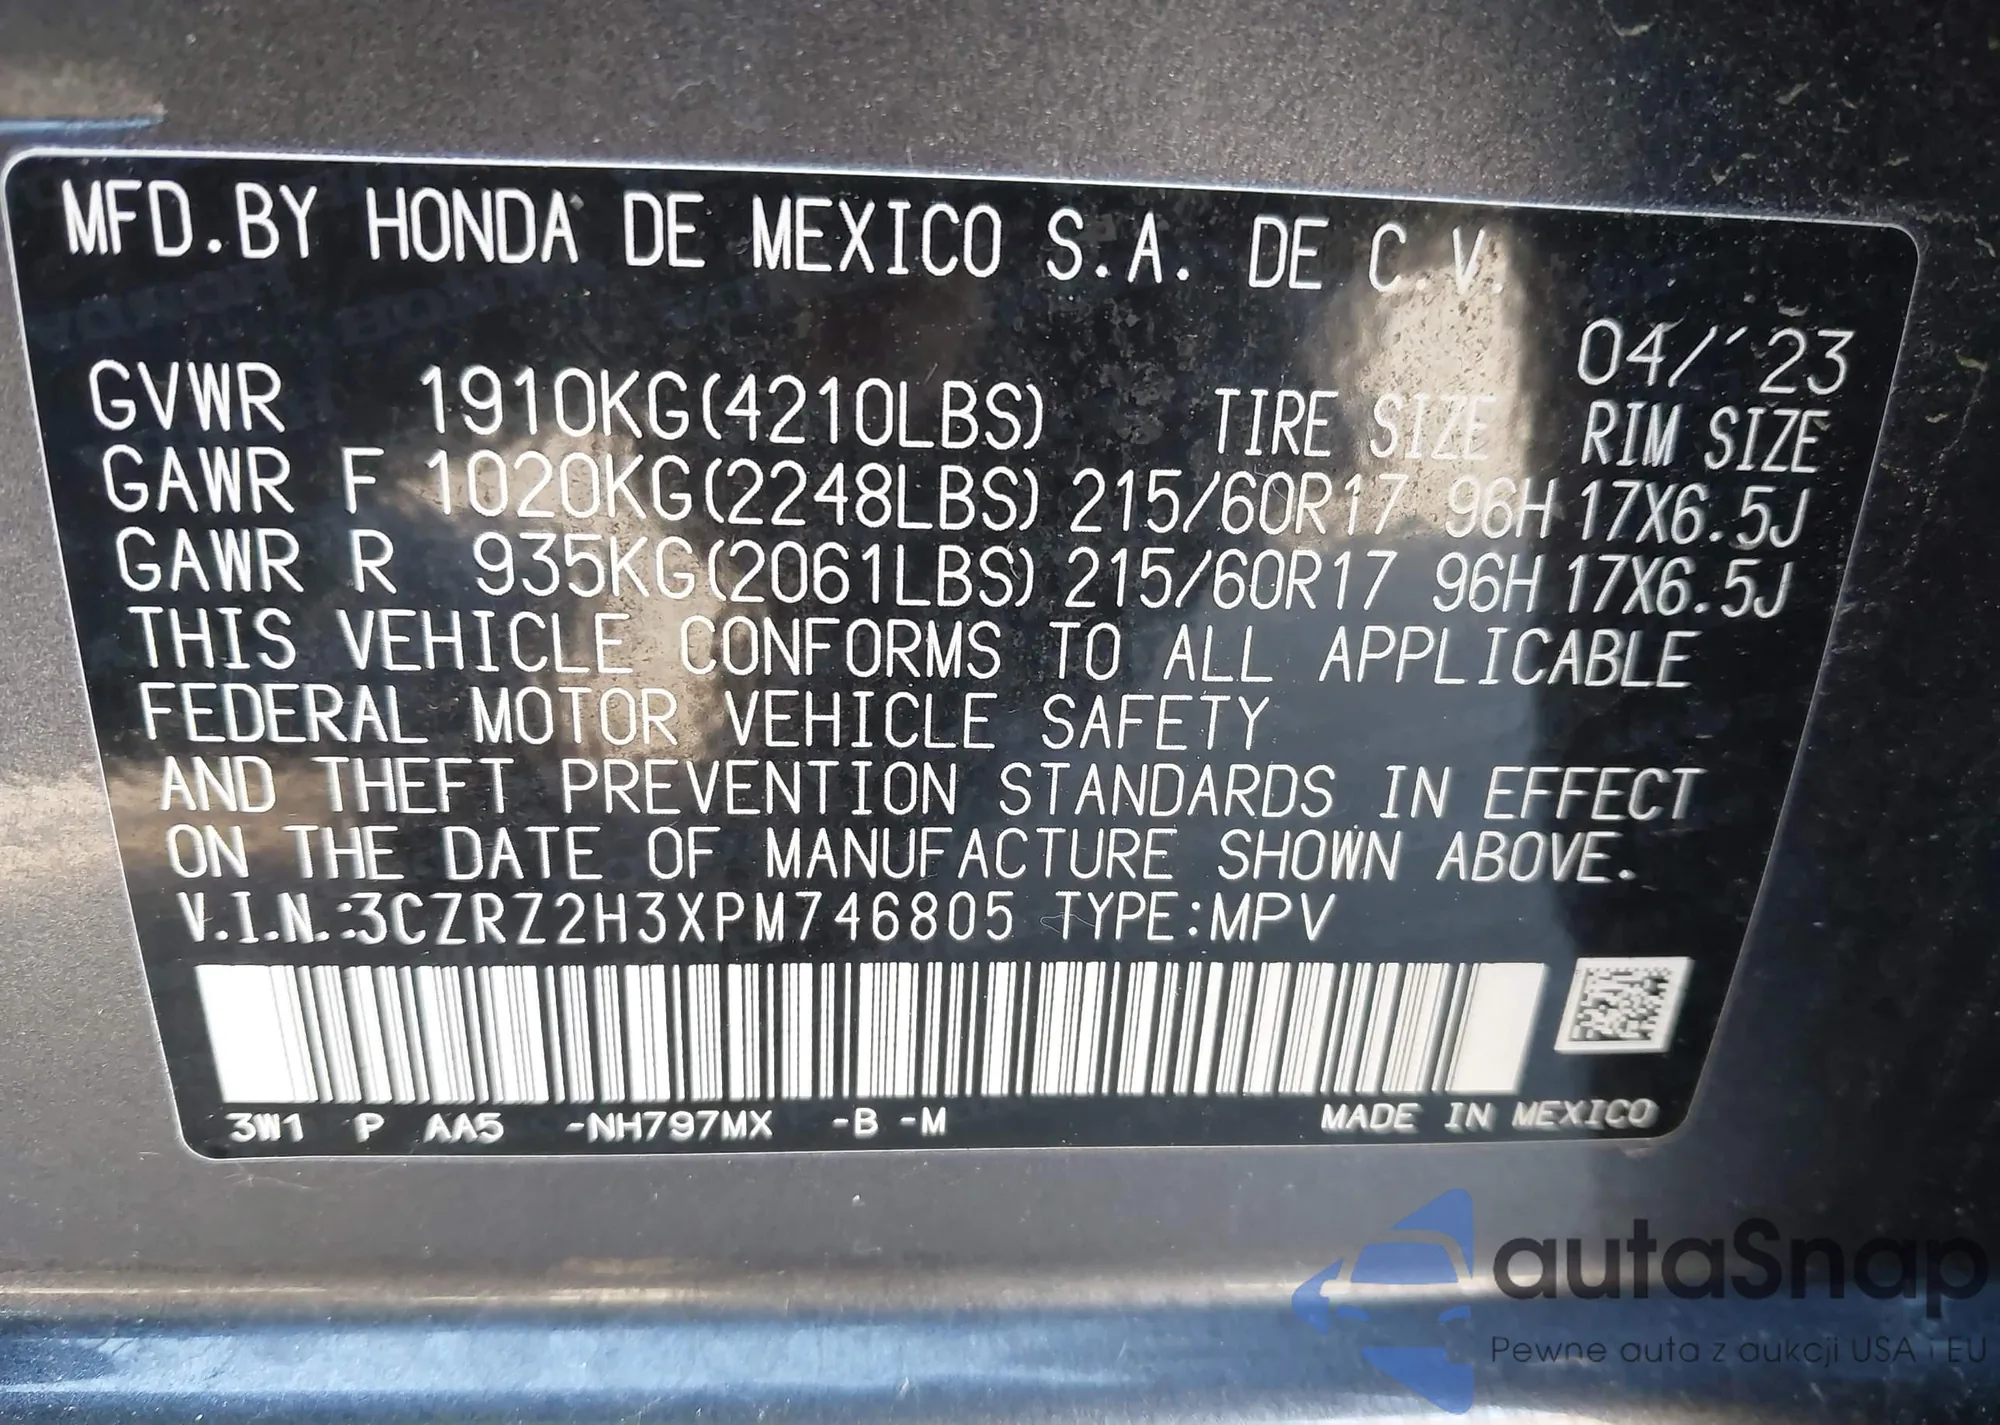 MFD.BY HONDA DE MEXICO S.A. DE C.V.
04/'23
GVWR 1910KG(4210LBS) TIRE SIZE RIM SIZE
GAWR F 1020KG(2248LBS) 215/60R17 96H 17X6.5J
GAWR R 935KG(2061LBS) 215/60R17 96H 17X6.5J
THIS VEHICLE CONFORMS TO ALL APPLICABLE
FEDERAL MOTOR VEHICLE SAFETY
AND THEFT PREVENTION STANDARDS IN EFFECT
ON THE DATE OF MANUFACTURE SHOWN ABOVE.
V.I.N.:3CZRZ2H3XPM746805 TYPE:MPV
3W1 P AA5 -NH797MX -B -M MADE IN MEXICO
autaSnap
Pewne auta z aukcji USA i EU